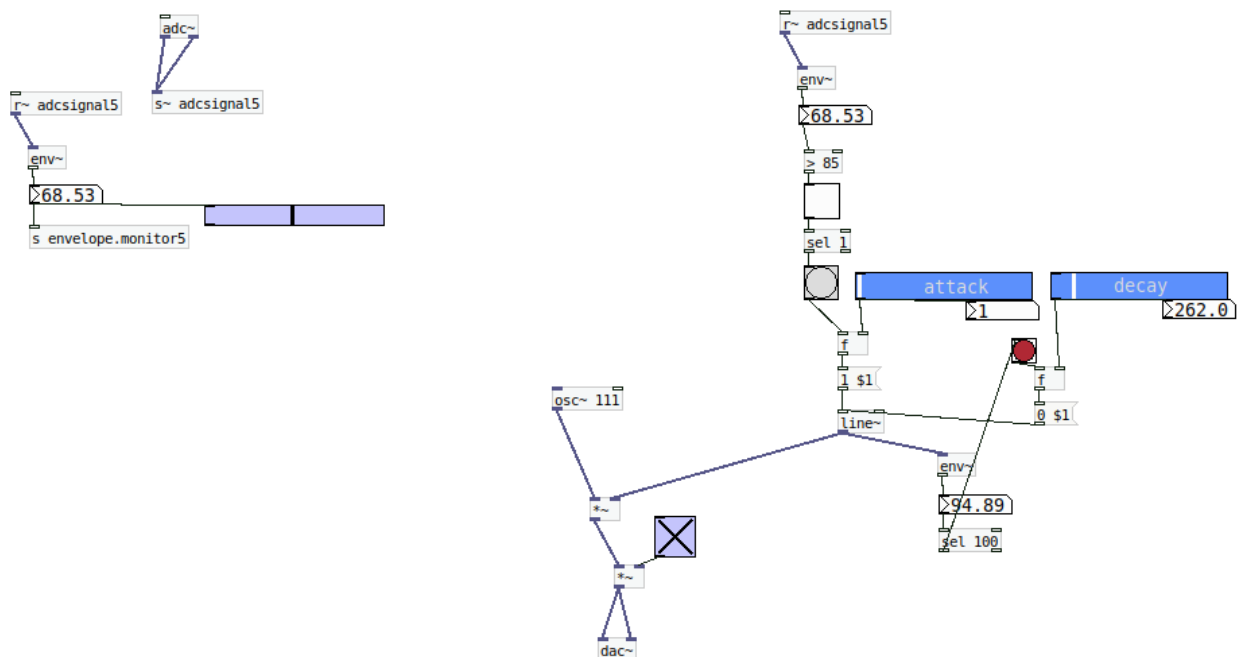 adc~
r~ adcsignal5
s~ adcsignal5
env~
68.53
s envelope.monitor5
r~ adcsignal5
env~
68.53
> 85
sel 1
attack
decay
1
262.0
f
f
1 $1
0 $1
osc~ 111
line~
env~
*~
94.89
sel 100
*~
dac~